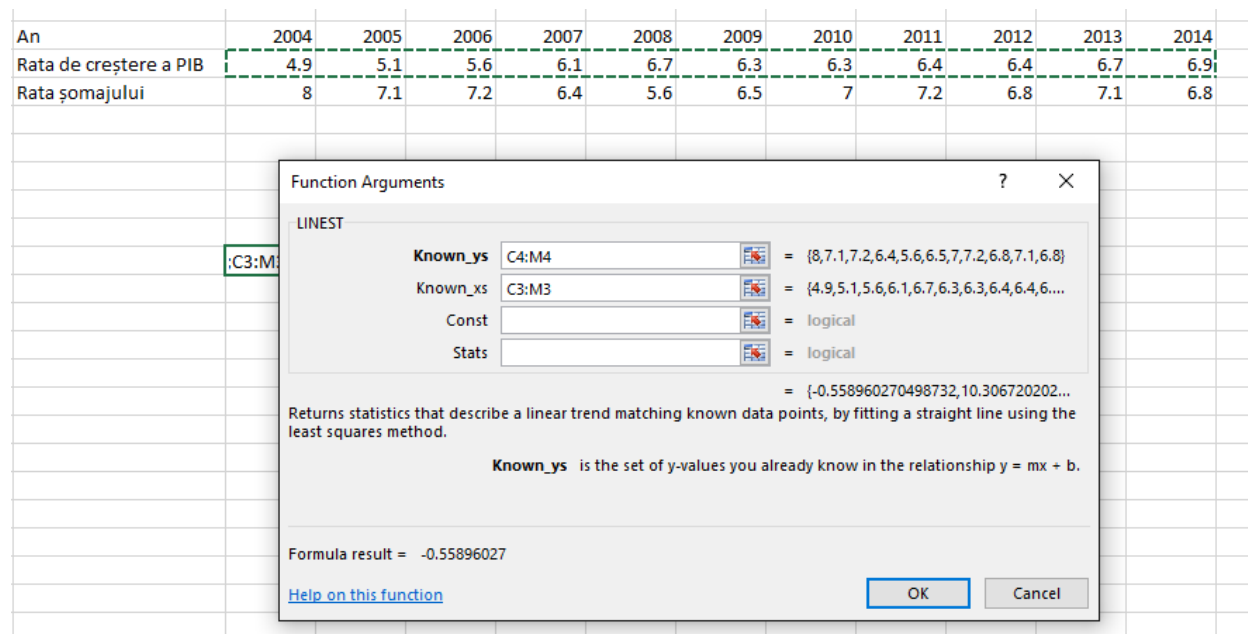 An 2004 2005 2006 2007 2008 2009 2010 2011 2012 2013 2014
Rata de creștere a PIB 4.9 5.1 5.6 6.1 6.7 6.3 6.3 6.4 6.4 6.7 6.9
Rata șomajului 8 7.1 7.2 6.4 5.6 6.5 7 7.2 6.8 7.1 6.8
Function Arguments ? ×
LINEST
:C3:M3
Known_ys C4:M4 = {8,7.1,7.2,6.4,5.6,6.5,7,7.2,6.8,7.1,6.8}
Known_xs C3:M3 = {4.9,5.1,5.6,6.1,6.7,6.3,6.3,6.4,6.4,6....
Const = logical
Stats = logical
= {-0.558960270498732,10.306720202...
Returns statistics that describe a linear trend matching known data points, by fitting a straight line using the
least squares method.
Known_ys is the set of y-values you already know in the relationship y = mx + b.
Formula result = -0.55896027
Help on this function OK Cancel